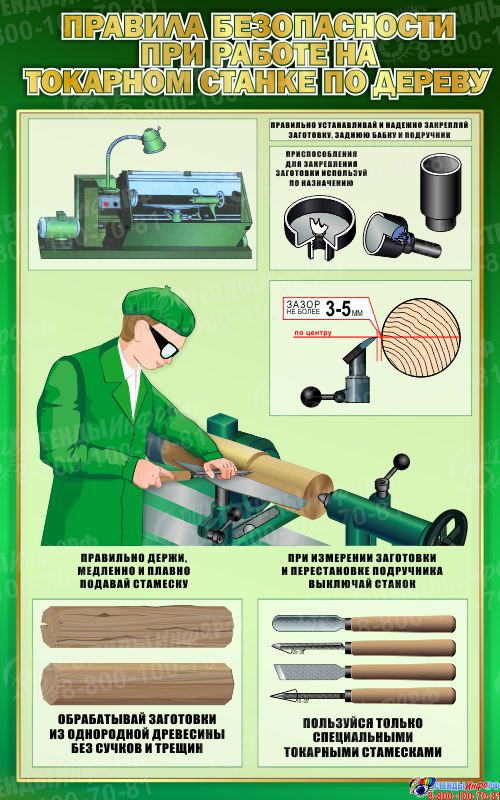 ПРАВИЛА БЕЗОПАСНОСТИ
ПРИ РАБОТЕ НА
ТОКАРНОМ СТАНКЕ ПО ДЕРЕВУ
ПРАВИЛЬНО УСТАНАВЛИВАЙ И НАДЕЖНО ЗАКРЕПЛЯЙ
ЗАГОТОВКУ, ЗАДНЮЮ БАБКУ И ПОДРУЧНИК
ПРИСПОСОБЛЕНИЯ
ДЛЯ ЗАКРЕПЛЕНИЯ
ЗАГОТОВКИ ИСПОЛЬЗУЙ
ПО НАЗНАЧЕНИЮ
ЗАЗОР
НЕ БОЛЕЕ 3-5 ММ
по центру
ПРАВИЛЬНО ДЕРЖИ,
МЕДЛЕННО И ПЛАВНО
ПОДАВАЙ СТАМЕСКУ
ПРИ ИЗМЕРЕНИИ ЗАГОТОВКИ
И ПЕРЕСТАНОВКЕ ПОДРУЧНИКА
ВЫКЛЮЧАЙ СТАНОК
ОБРАБАТЫВАЙ ЗАГОТОВКИ
ИЗ ОДНОРОДНОЙ ДРЕВЕСИНЫ
БЕЗ СУЧКОВ И ТРЕЩИН
ПОЛЬЗУЙСЯ ТОЛЬКО
СПЕЦИАЛЬНЫМИ
ТОКАРНЫМИ СТАМЕСКАМИ
СТЕНДЫИнфо.РФ
8-800-100-70-81